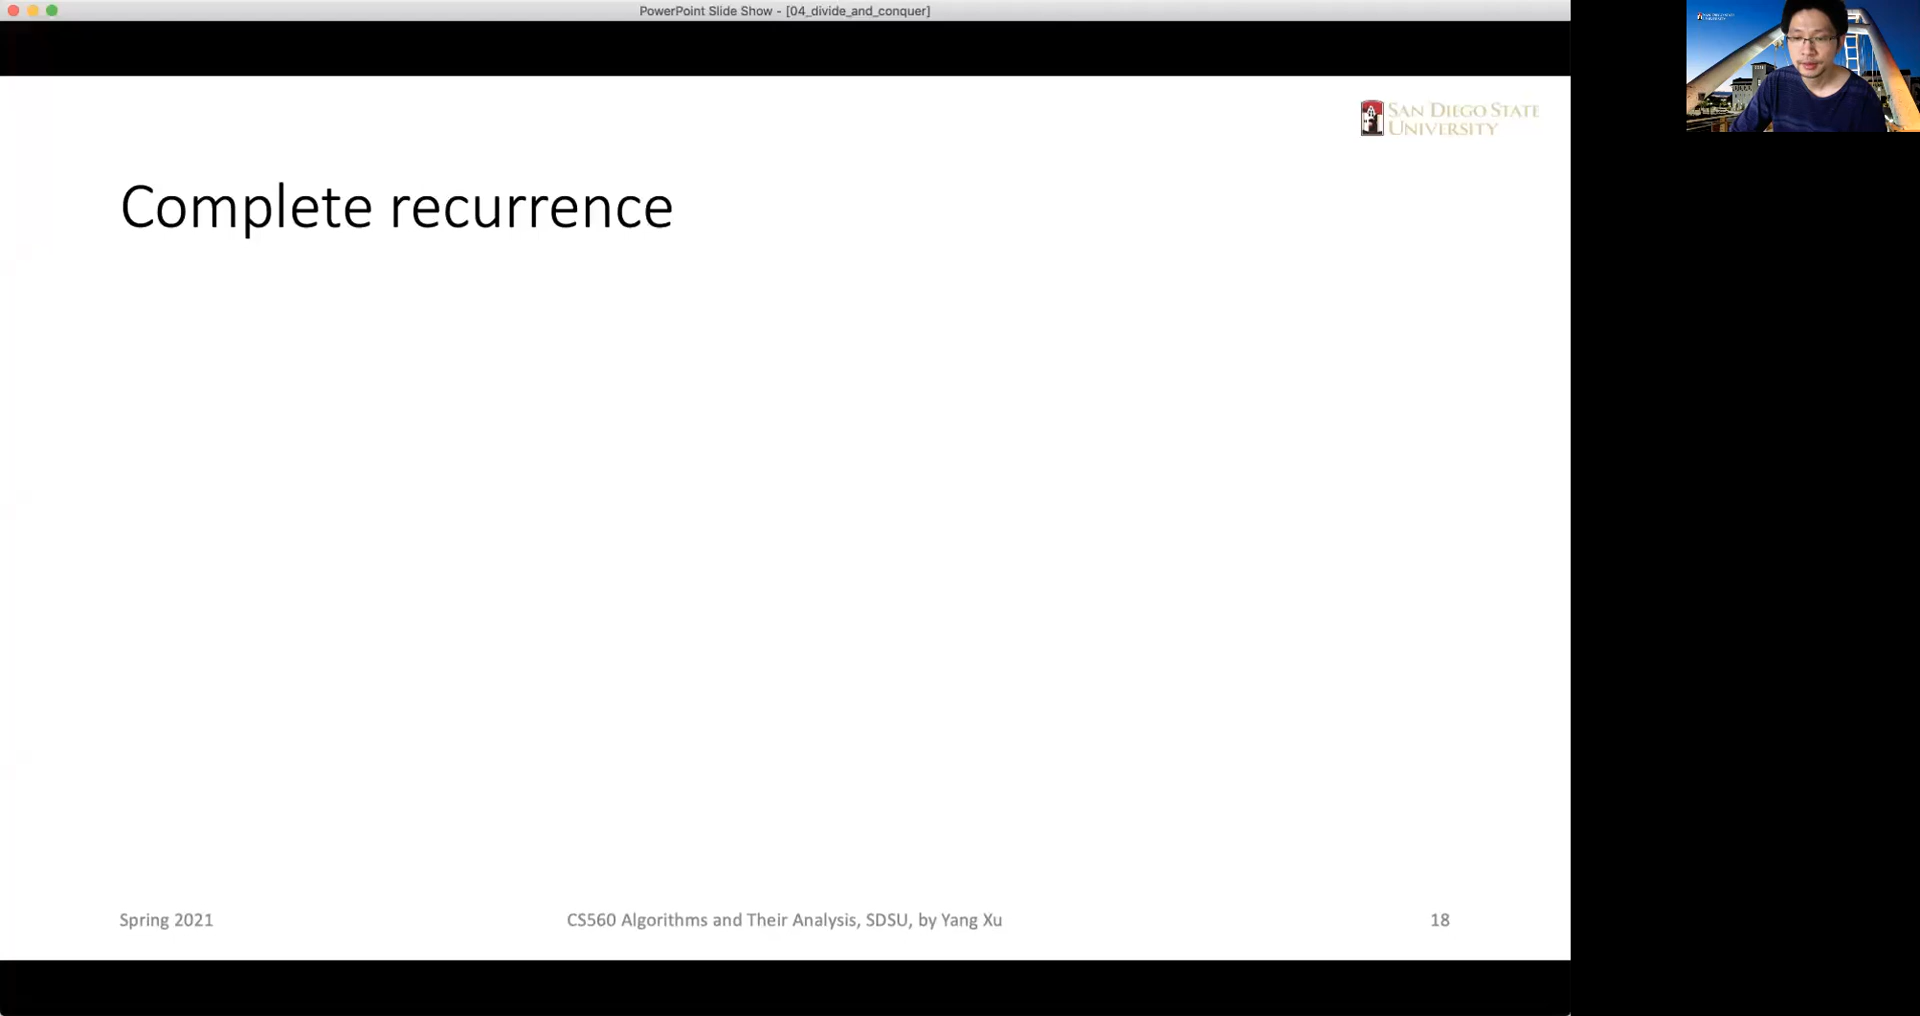 PowerPoint Slide Show - [04_divide_and_conquer]
SAN DIEGO STATE
UNIVERSITY
Complete recurrence
Spring 2021
CS560 Algorithms and Their Analysis, SDSU, by Yang Xu
18